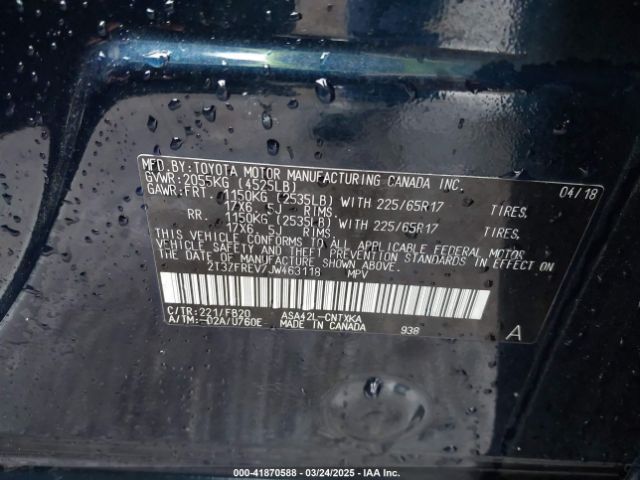 MFD.BY:TOYOTA MOTOR MANUFACTURING CANADA INC. 04/18
GVWR:2055KG (4525LB)
GAWR:FRT. 1150KG (2535LB) WITH 225/65R17 TIRES.
17X6.5J RIMS.
RR. 1150KG (2535LB) WITH 225/65R17 TIRES.
17X6.5J RIMS.
THIS VEHICLE CONFORMS TO ALL APPLICABLE FEDERAL MOTOR
VEHICLE SAFETY AND BUMPER STANDARDS IN EFFECT ON
THE DATE OF MANUFACTURE SHOWN ABOVE.
2T3ZFREV7JW463118 MPV
C/TR:221/FB20 ASA42L-CNTXKA
A/TM:-02A/U760E MADE IN CANADA 938 A
000-41870588 - 03/24/2025 - IAA Inc.